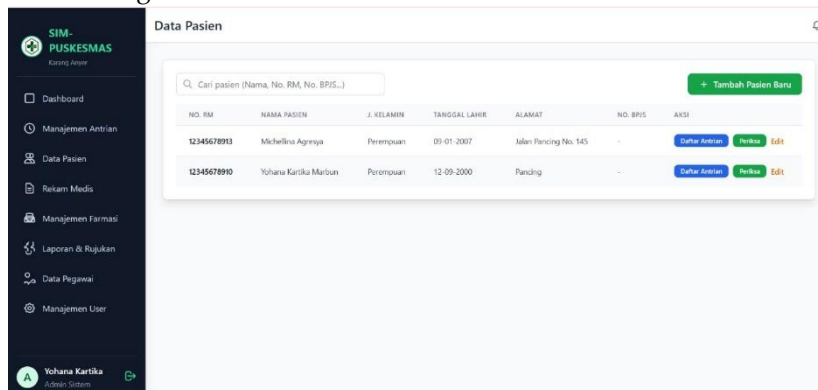 SIM-
PUSKESMAS
Karang Anyer
Dashboard
Manajemen Antrian
Data Pasien
Rekam Medis
Manajemen Farmasi
Laporan & Rujukan
Data Pegawai
Manajemen User
A
Yohana Kartika
Admin Sistem
Data Pasien
Cari pasien (Nama, No. RM, No. BPJS...)
+ Tambah Pasien Baru
NO. RM NAMA PASIEN J. KELAMIN TANGGAL LAHIR ALAMAT NO. BPJS AKSI
12345678913 Michellina Agresya Perempuan 09-01-2007 Jalan Pancing No. 145 - Daftar Antrian Periksa Edit
12345678910 Yohana Kartika Marbun Perempuan 12-09-2000 Pancing - Daftar Antrian Periksa Edit